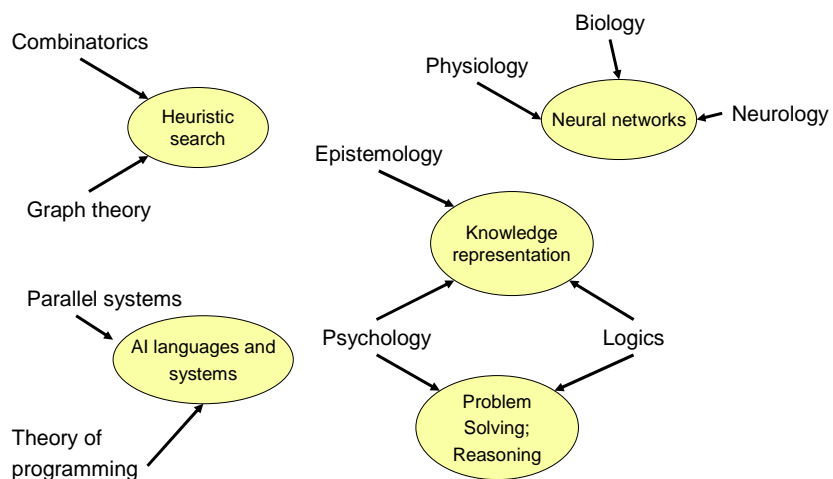 Combinatorics
Heuristic
search
Graph theory
Biology
Physiology
Neural networks
Neurology
Epistemology
Knowledge
representation
Parallel systems
AI languages and
systems
Theory of
programming
Psychology
Logics
Problem
Solving;
Reasoning